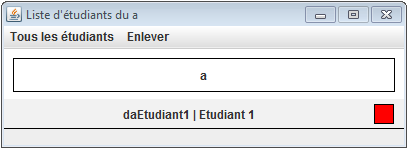 Liste d'étudiants du a
Tous les étudiants Enlever
a
daEtudiant1 | Etudiant 1